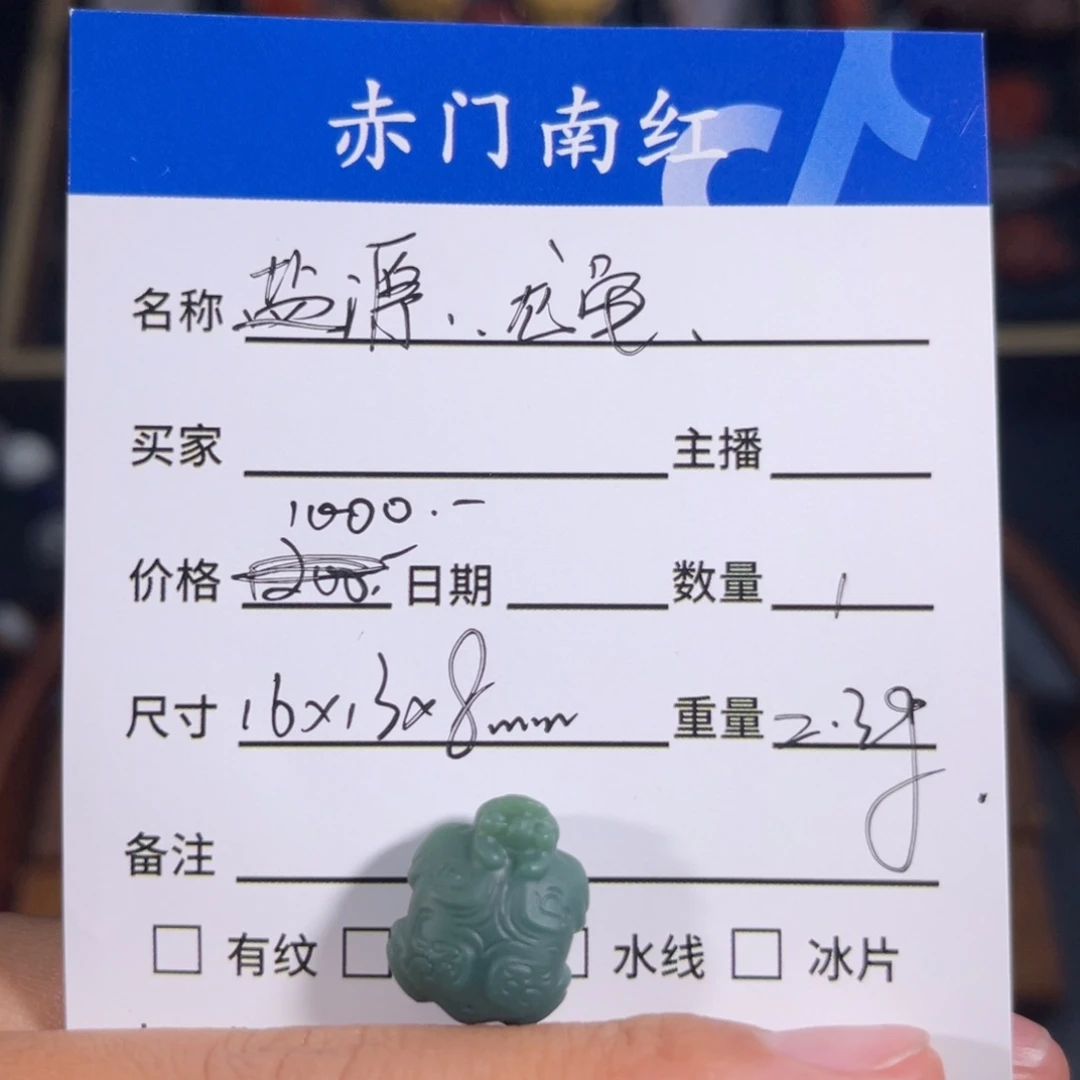 赤门南红
名称 盐源..龙龟、
买家 主播
1000.-
价格 1200.- 日期 数量 1
尺寸 16x13x8mm 重量 2.3g
备注
有纹 水线 冰片